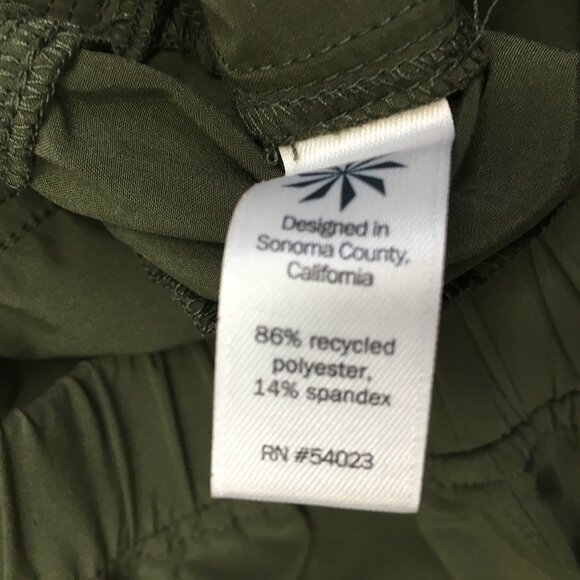 Designed in
Sonoma County,
California
86% recycled
polyester,
14% spandex
RN #54023